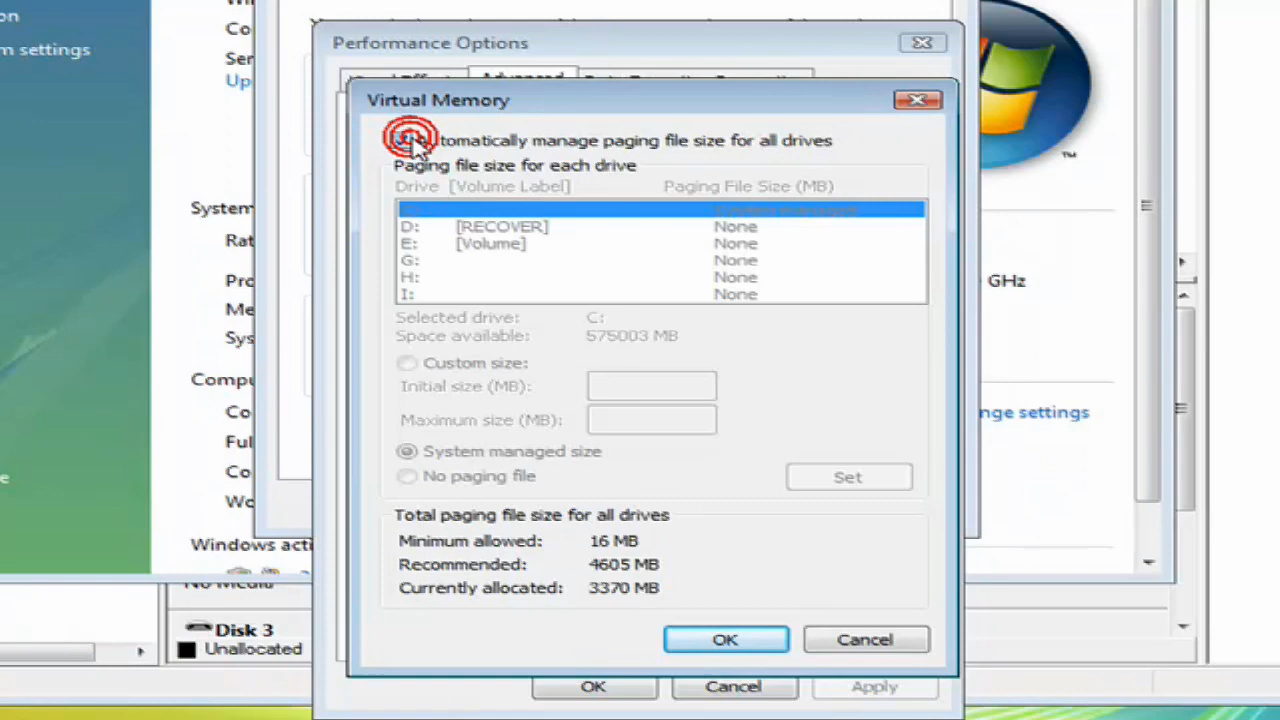 on
m settings
Co
Ser
Up
System
Rat
Pro
Me
Sys
Compu
Co
Ful
Co
Wo
Windows acti
GHz
nge settings
TM
Performance Options
Advanced
Virtual Memory
tomatically manage paging file size for all drives
Paging file size for each drive
Drive [Volume Label] Paging File Size (MB)
D: [RECOVER] None
E: [Volume] None
G: None
H: None
I: None
Selected drive: C:
Space available: 575003 MB
Custom size:
Initial size (MB):
Maximum size (MB):
System managed size
No paging file Set
Total paging file size for all drives
Minimum allowed: 16 MB
Recommended: 4605 MB
Currently allocated: 3370 MB
OK Cancel
OK Cancel Apply
No Media
Disk 3
Unallocated